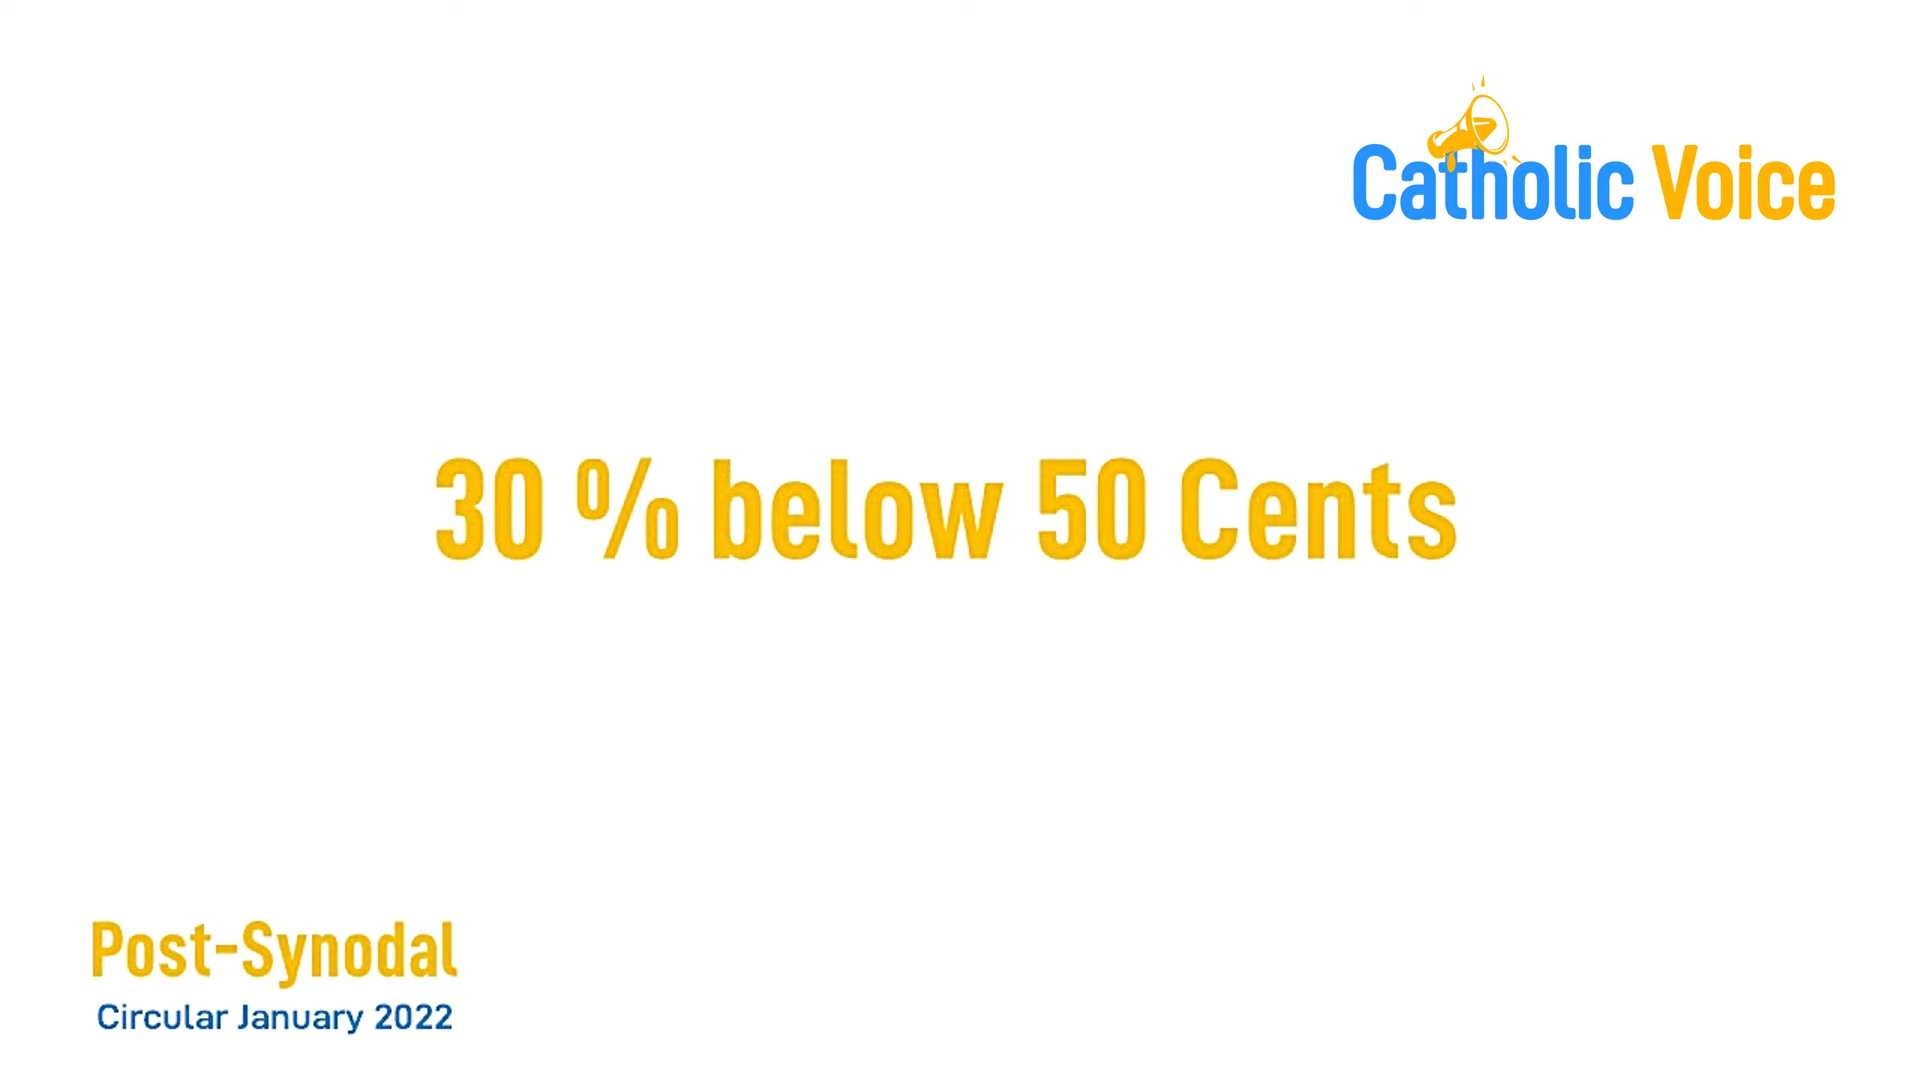 Catholic Voice
30 % below 50 Cents
Post-Synodal
Circular January 2022